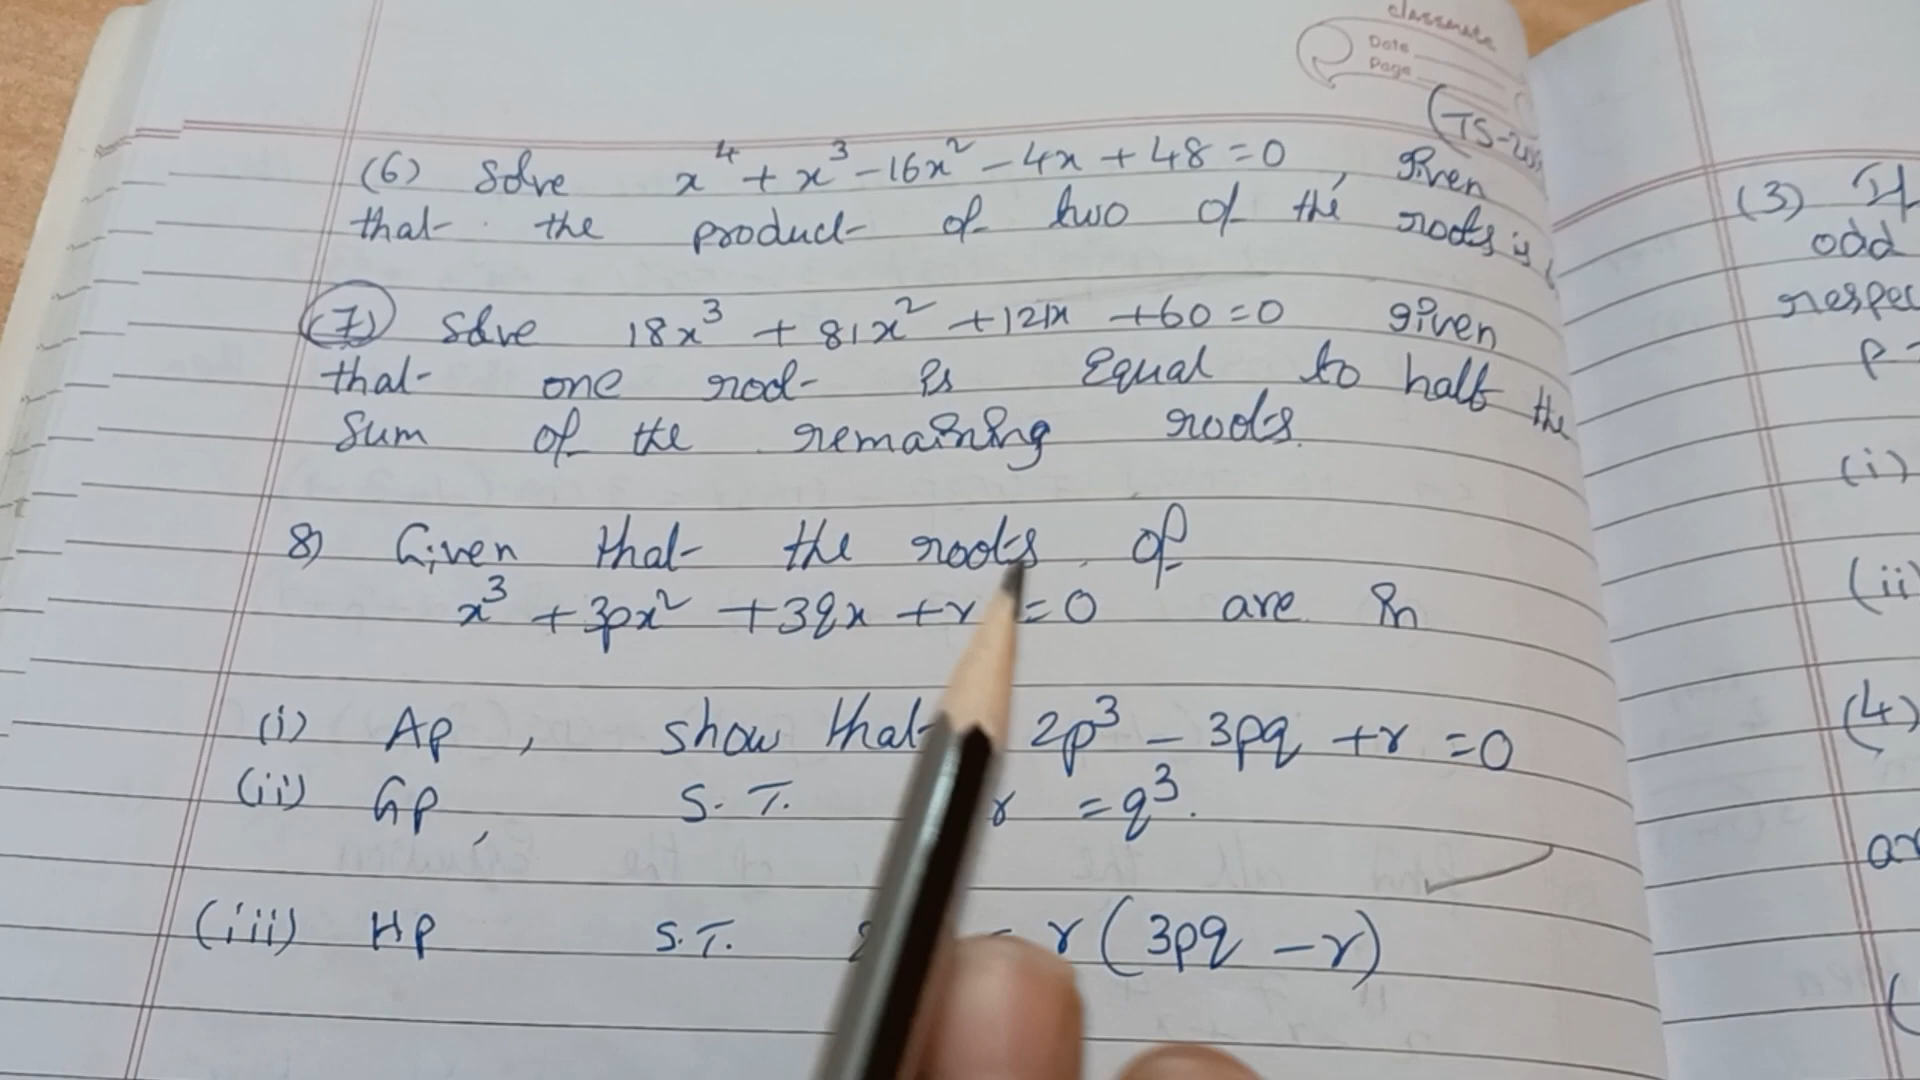 classmate
Date
Page
(TS-
(6) Solve x⁴ + x³ - 16x² - 4x + 48 = 0, Given
that the product of two of the roots is
(7) Solve 18x³ + 81x² + 121x + 60 = 0 given
that one root is Equal to half the
Sum of the remaining roots.
8) Given that the roots of
x³ + 3px² + 3qx + r = 0 are in
(i) Ap, show that 2p³ - 3pq + r = 0
(ii) Gp, S.T. r = q³.
(iii) Hp S.T. r(3pq - r)
(3) If
odd
respec
p
(i)
(ii)
(4)